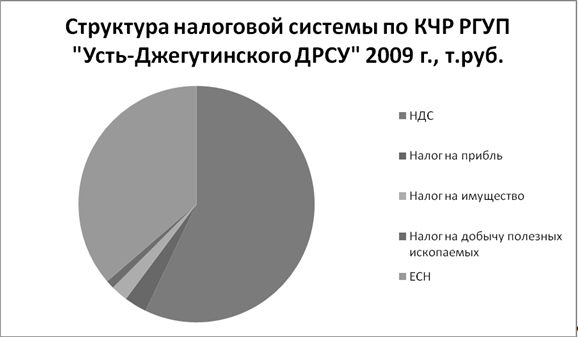 Структура налоговой системы по КЧР РГУП
"Усть-Джегутинского ДРСУ" 2009 г., т.руб.
НДС
Налог на прибль
Налог на имущество
Налог на добычу полезных
ископаемых
ЕСН